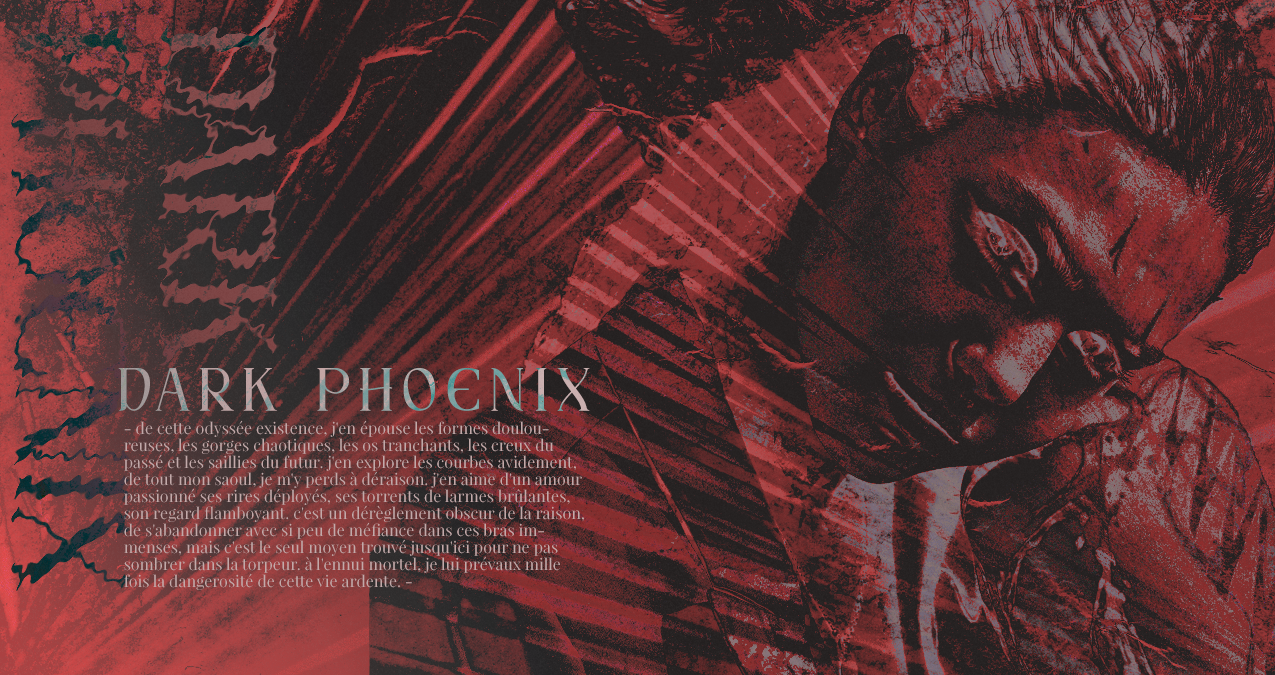 DARK PHOENIX
- de cette odyssée existence, j'en épouse les formes doulou-
reuses, les gorges chaotiques, les os tranchants, les creux du
passé et les saillies du futur. j'en explore les courbes avidement,
de tout mon saoul, je m'y perds à déraison. j'en aime d'un amour
passionné ses rires déployés, ses torrents de larmes brûlantes,
son regard flamboyant. c'est un dérèglement obscur de la raison,
de s'abandonner avec si peu de méfiance dans ces bras im-
menses, mais c'est le seul moyen trouvé jusqu'ici pour ne pas
sombrer dans la torpeur. à l'ennui mortel, je lui prévaux mille
fois la dangerosité de cette vie ardente. -